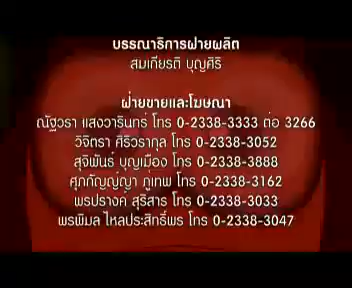 บรรณาธิการฝ่ายผลิต
สมเกียรติ บุญศิริ
ฝ่ายขายและโฆษณา
ณัฐวรา แสงวารินทร์ โทร 0-2338-3333 ต่อ 3266
วิจิตรา ศิริวรากุล โทร 0-2338-3052
สุจิพันธ์ บุญเมือง โทร 0-2338-3888
ศุภกัญญ์ญา ภู่เทพ โทร 0-2338-3162
พรปรางค์ สุริสาร โทร 0-2338-3033
พรพิมล ไหลประสิทธิ์พร โทร 0-2338-3047